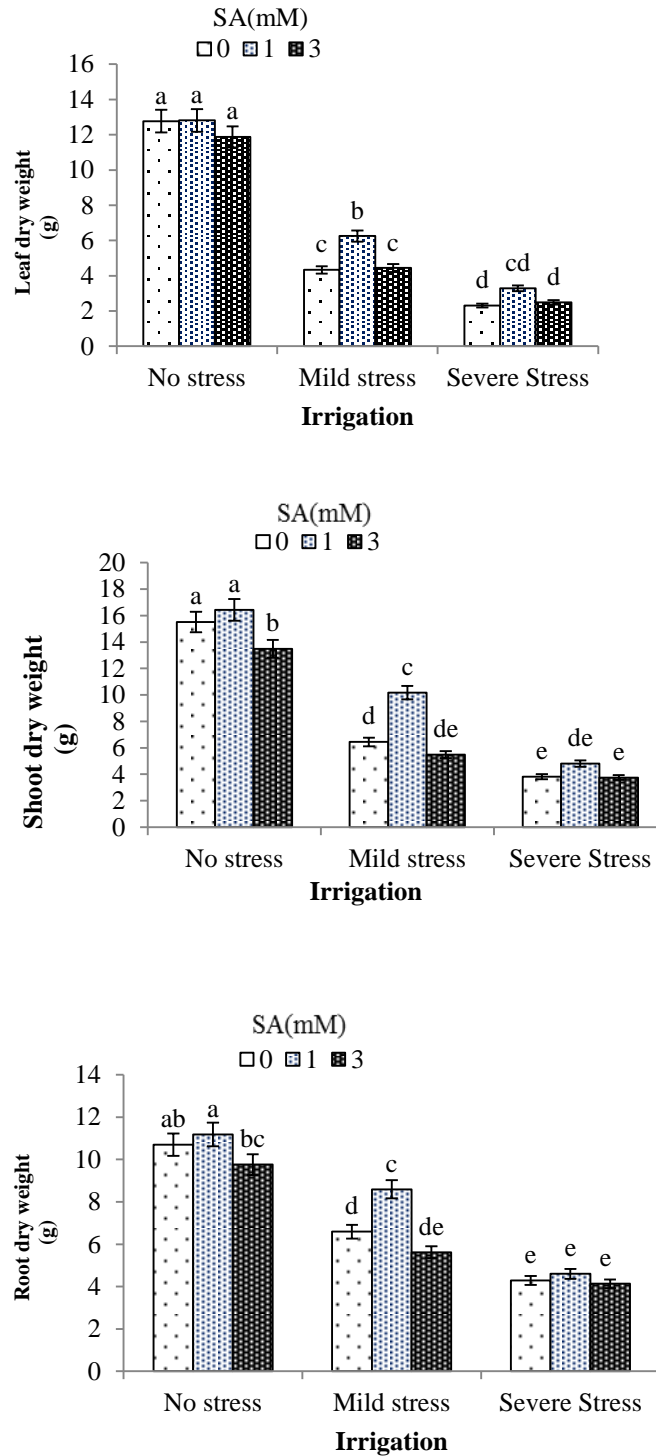 SA(mM)
0 1 3
16
14
12
10
8
6
4
2
0
Leaf dry weight
(g)
a a a
c b c
d cd d
No stress Mild stress Severe Stress
Irrigation
SA(mM)
0 1 3
20
18
16
14
12
10
8
6
4
2
0
Shoot dry weight
(g)
a a b
d c de
e de e
No stress Mild stress Severe Stress
Irrigation
SA(mM)
0 1 3
14
12
10
8
6
4
2
0
Root dry weight
(g)
ab a bc
d c de
e e e
No stress Mild stress Severe Stress
Irrigation